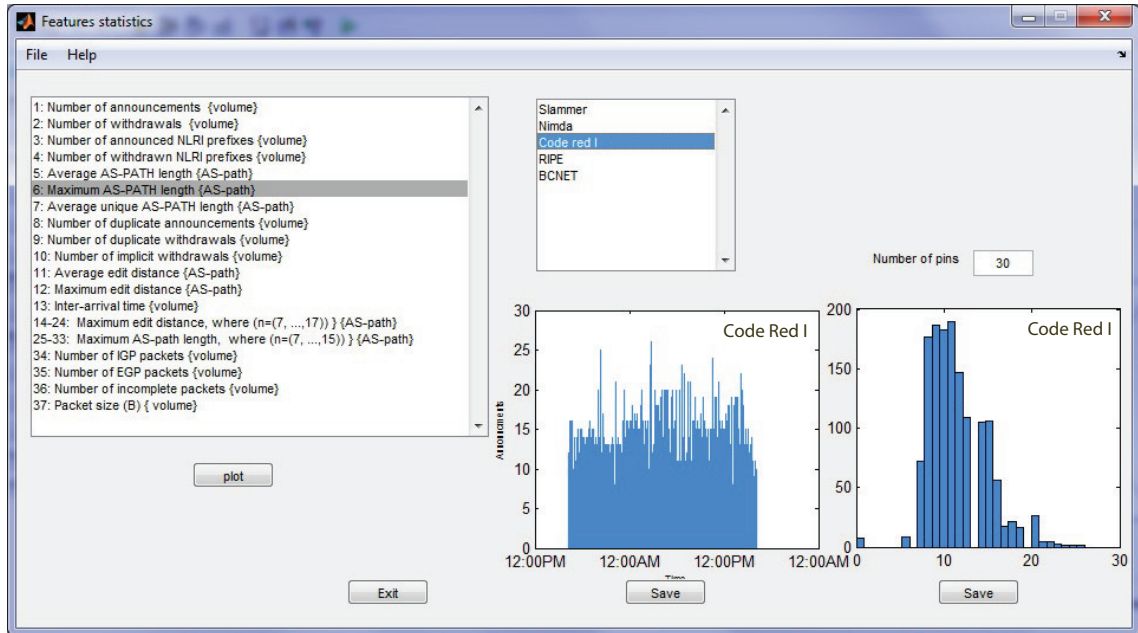 Features statistics
File Help
1: Number of announcements {volume}
2: Number of withdrawals {volume}
3: Number of announced NLRI prefixes {volume}
4: Number of withdrawn NLRI prefixes {volume}
5: Average AS-PATH length {AS-path}
6: Maximum AS-PATH length {AS-path}
7: Average unique AS-PATH length {AS-path}
8: Number of duplicate announcements {volume}
9: Number of duplicate withdrawals {volume}
10: Number of implicit withdrawals {volume}
11: Average edit distance {AS-path}
12: Maximum edit distance {AS-path}
13: Inter-arrival time {volume}
14-24: Maximum edit distance, where (n=(7, ...,17)) } {AS-path}
25-33: Maximum AS-path length, where (n=(7, ...,15)) } {AS-path}
34: Number of IGP packets {volume}
35: Number of EGP packets {volume}
36: Number of incomplete packets {volume}
37: Packet size (B) { volume}
plot
Exit
Slammer
Nimda
Code red I
RIPE
BCNET
Number of pins 30
Code Red I
30
25
20
15
10
5
0
12:00PM 12:00AM 12:00PM 12:00AM
Time
Save
Code Red I
200
150
100
50
0
0 10 20 30
Save